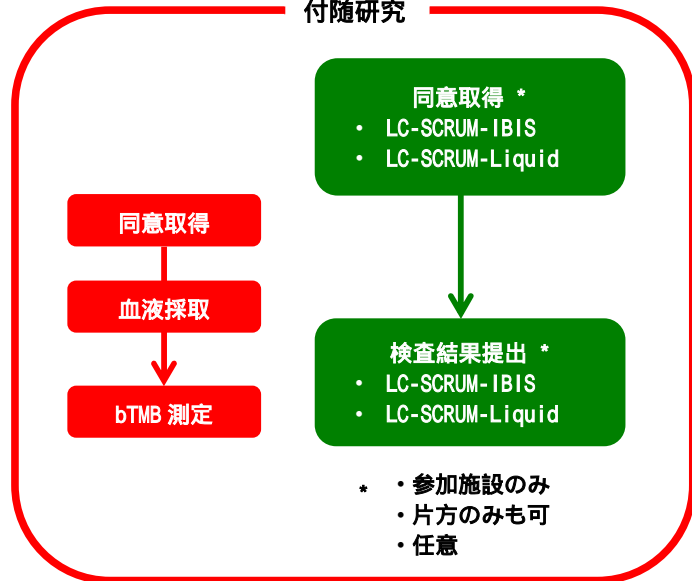 付随研究
同意取得
血液採取
bTMB 測定
同意取得 *
・ LC-SCRUM-IBIS
・ LC-SCRUM-Liquid
検査結果提出 *
・ LC-SCRUM-IBIS
・ LC-SCRUM-Liquid
* ・参加施設のみ
・片方のみも可
・任意